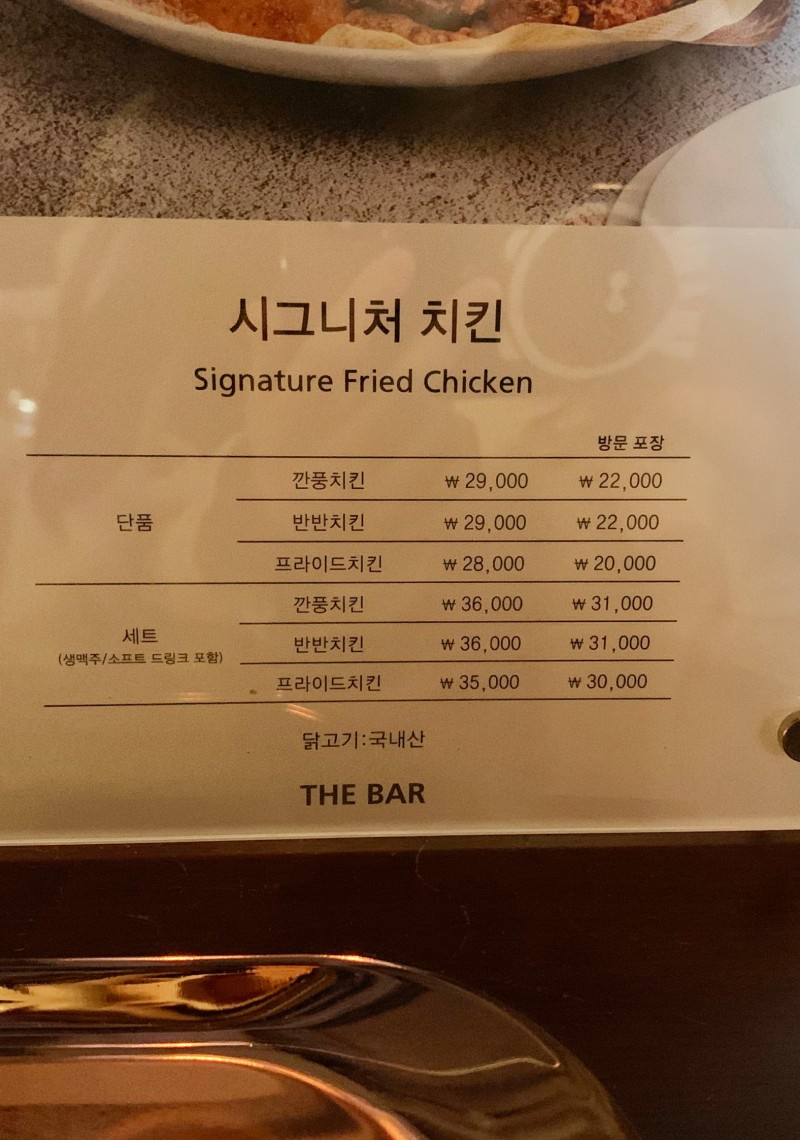 시그니처 치킨
Signature Fried Chicken
방문 포장
단품
깐풍치킨 ₩ 29,000 ₩ 22,000
반반치킨 ₩ 29,000 ₩ 22,000
프라이드치킨 ₩ 28,000 ₩ 20,000
세트
(생맥주/소프트 드링크 포함)
깐풍치킨 ₩ 36,000 ₩ 31,000
반반치킨 ₩ 36,000 ₩ 31,000
프라이드치킨 ₩ 35,000 ₩ 30,000
닭고기:국내산
THE BAR